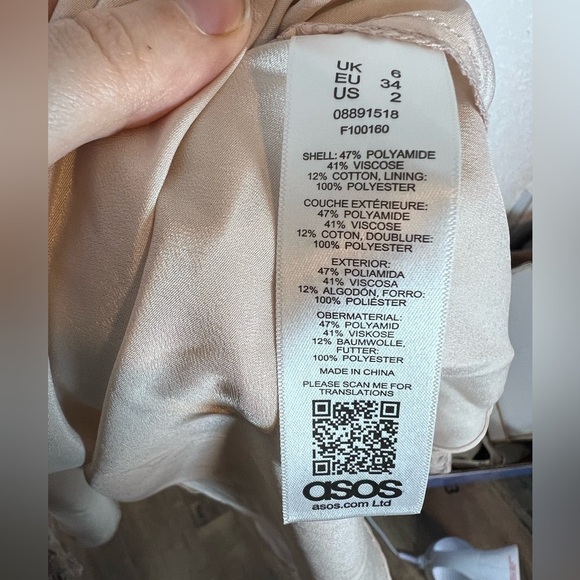 UK 6
EU 34
US 2
08891518
F100160
SHELL: 47% POLYAMIDE
41% VISCOSE
12% COTTON, LINING:
100% POLYESTER
COUCHE EXTÉRIEURE:
47% POLYAMIDE
41% VISCOSE
12% COTON, DOUBLURE:
100% POLYESTER
EXTERIOR:
47% POLIAMIDA
41% VISCOSA
12% ALGODÓN, FORRO:
100% POLIÉSTER
OBERMATERIAL:
47% POLYAMID
41% VISKOSE
12% BAUMWOLLE,
FUTTER:
100% POLYESTER
MADE IN CHINA
PLEASE SCAN ME FOR
TRANSLATIONS
asos
asos.com Ltd